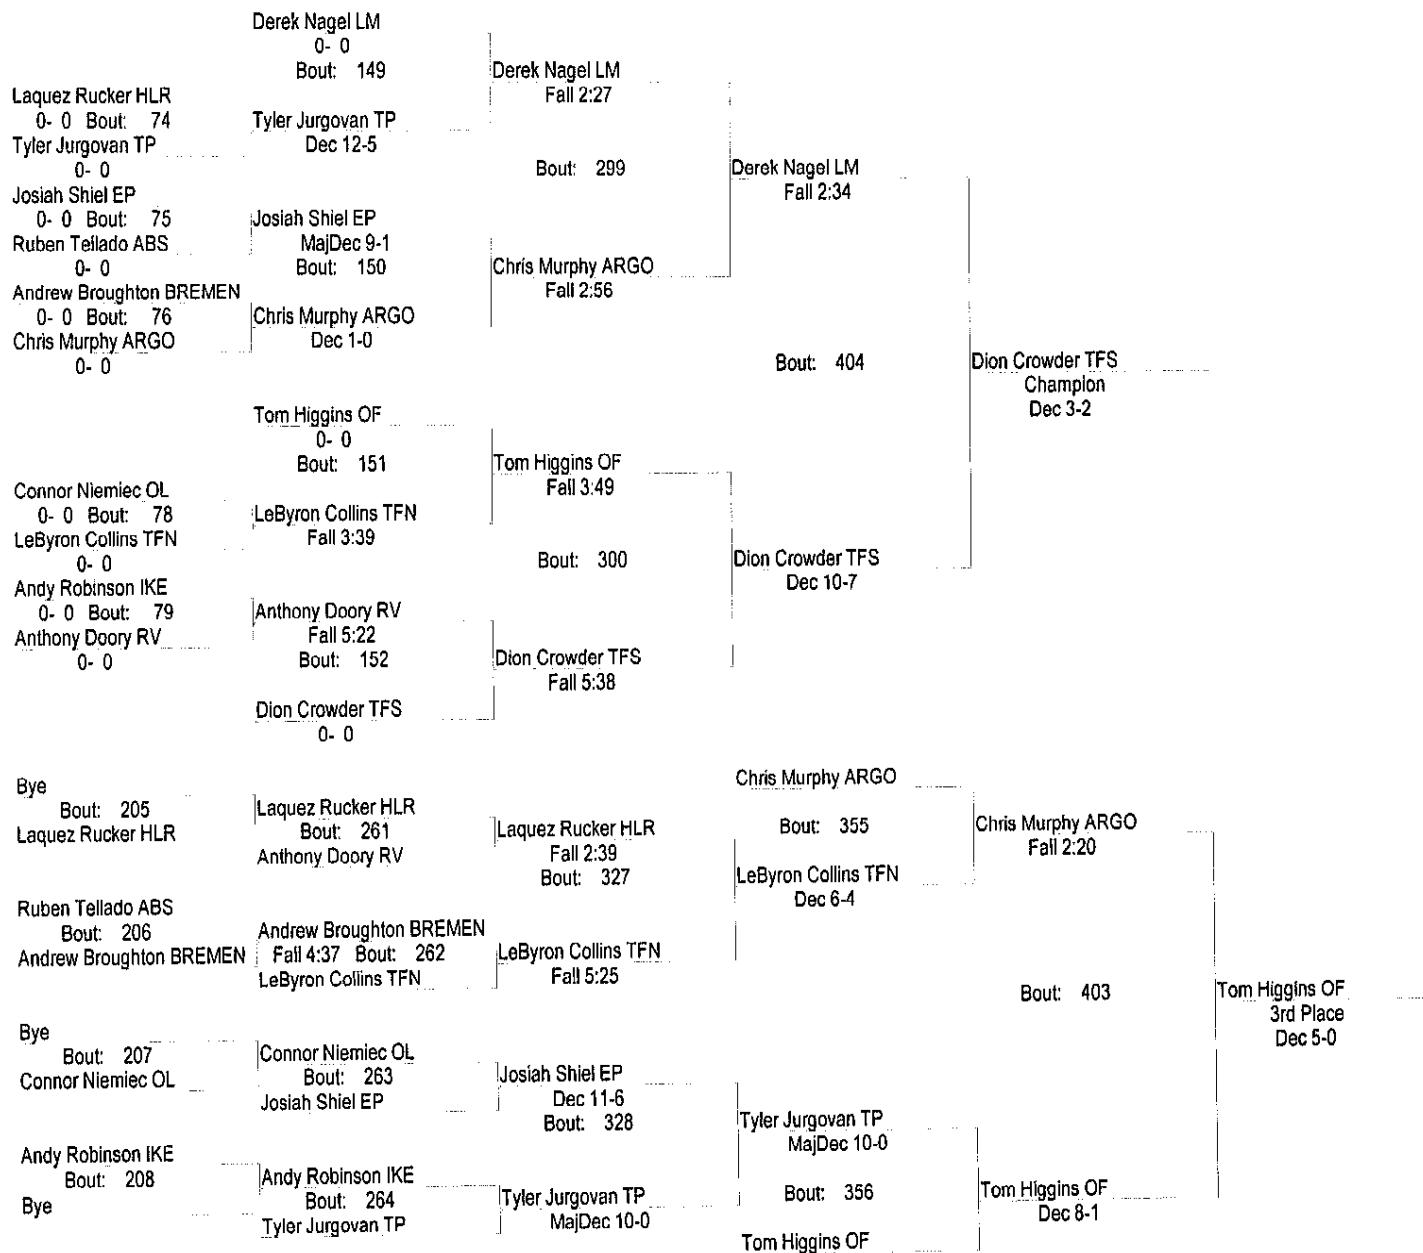 Derek Nagel LM
0- 0
Bout: 149
Laquez Rucker HLR
0- 0 Bout: 74
Tyler Jurgovan TP
0- 0
Tyler Jurgovan TP
Dec 12-5
Derek Nagel LM
Fall 2:27
Josiah Shiel EP
0- 0 Bout: 75
Ruben Tellado ABS
0- 0
Josiah Shiel EP
MajDec 9-1
Bout: 150
Andrew Broughton BREMEN
0- 0 Bout: 76
Chris Murphy ARGO
0- 0
Chris Murphy ARGO
Dec 1-0
Chris Murphy ARGO
Fall 2:56
Bout: 299
Derek Nagel LM
Fall 2:34
Tom Higgins OF
0- 0
Bout: 151
Connor Niemiec OL
0- 0 Bout: 78
LeByron Collins TFN
0- 0
LeByron Collins TFN
Fall 3:39
Tom Higgins OF
Fall 3:49
Andy Robinson IKE
0- 0 Bout: 79
Anthony Doory RV
0- 0
Anthony Doory RV
Fall 5:22
Bout: 152
Dion Crowder TFS
0- 0
Dion Crowder TFS
Fall 5:38
Bout: 300
Dion Crowder TFS
Dec 10-7
Bout: 404
Dion Crowder TFS
Champion
Dec 3-2
Bye
Bout: 205
Laquez Rucker HLR
Laquez Rucker HLR
Bout: 261
Anthony Doory RV
Laquez Rucker HLR
Fall 2:39
Bout: 327
Ruben Tellado ABS
Bout: 206
Andrew Broughton BREMEN
Andrew Broughton BREMEN
Fall 4:37 Bout: 262
LeByron Collins TFN
LeByron Collins TFN
Fall 5:25
Chris Murphy ARGO
Bout: 355
LeByron Collins TFN
Dec 6-4
Chris Murphy ARGO
Fall 2:20
Bye
Bout: 207
Connor Niemiec OL
Connor Niemiec OL
Bout: 263
Josiah Shiel EP
Josiah Shiel EP
Dec 11-6
Bout: 328
Andy Robinson IKE
Bout: 208
Bye
Andy Robinson IKE
Bout: 264
Tyler Jurgovan TP
Tyler Jurgovan TP
MajDec 10-0
Tyler Jurgovan TP
MajDec 10-0
Bout: 356
Tom Higgins OF
Tom Higgins OF
Dec 8-1
Bout: 403
Tom Higgins OF
3rd Place
Dec 5-0